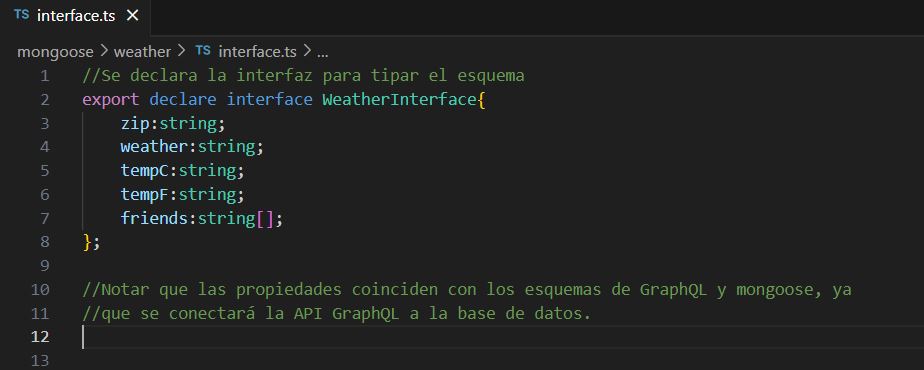 TS interface.ts ×
mongoose > weather > TS interface.ts > ...
1 //Se declara la interfaz para tipar el esquema
2 export declare interface WeatherInterface{
3 zip:string;
4 weather:string;
5 tempC:string;
6 tempF:string;
7 friends:string[];
8 };
9
10 //Notar que las propiedades coinciden con los esquemas de GraphQL y mongoose, ya
11 //que se conectará la API GraphQL a la base de datos.
12
13